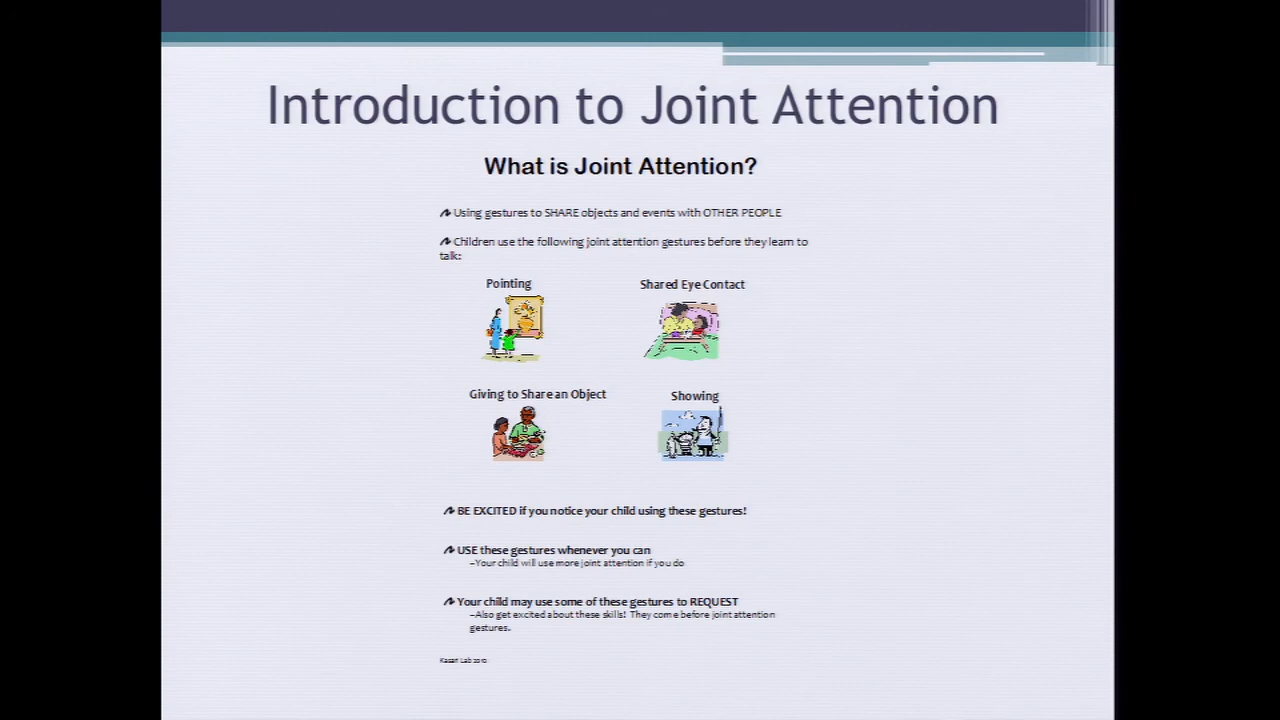 Introduction to Joint Attention
What is Joint Attention?
Using gestures to SHARE objects and events with OTHER PEOPLE
Children use the following joint attention gestures before they learn to
talk:
Pointing
Shared Eye Contact
Giving to Share an Object
Showing
BE EXCITED if you notice your child using these gestures!
USE these gestures whenever you can
–Your child will use more joint attention if you do
Your child may use some of these gestures to REQUEST
–Also get excited about these skills! They come before joint attention
gestures.
Kasari Lab 2010